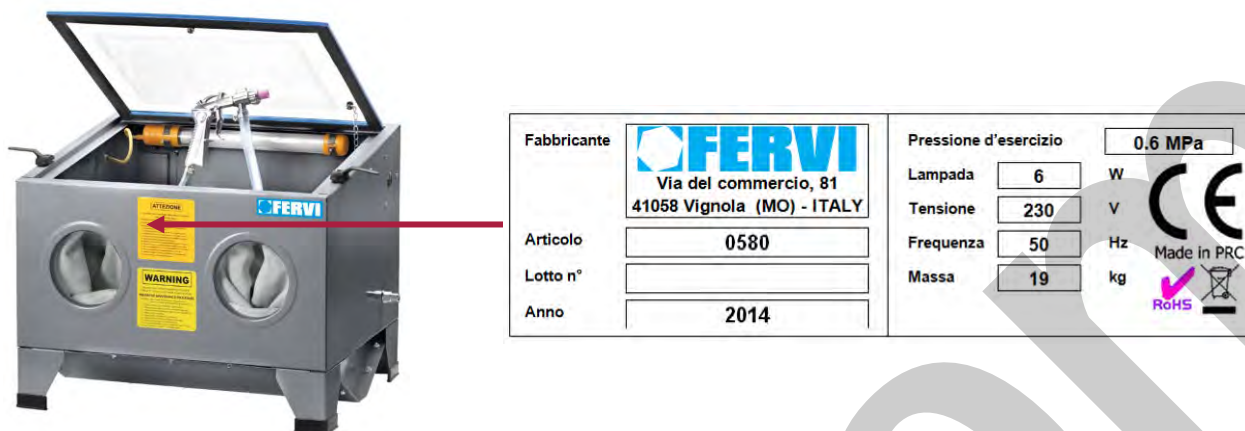 ATTEZIONE
FERVI
WARNING
Fabbricante
FERVI
Via del commercio, 81
41058 Vignola (MO) - ITALY
Articolo 0580
Lotto n°
Anno 2014
Pressione d'esercizio 0.6 MPa
Lampada 6 W
Tensione 230 V
Frequenza 50 Hz
Massa 19 kg
CE
Made in PRC
RoHS